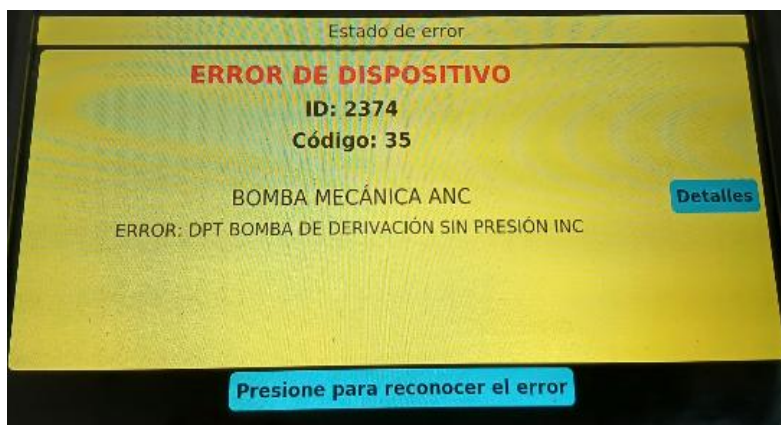 Estado de error
ERROR DE DISPOSITIVO
ID: 2374
Código: 35
BOMBA MECÁNICA ANC
Detalles
ERROR: DPT BOMBA DE DERIVACIÓN SIN PRESIÓN INC
Presione para reconocer el error